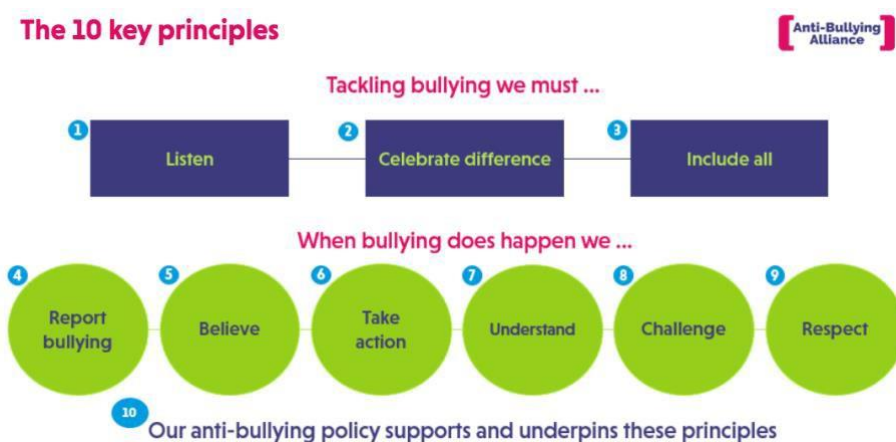 The 10 key principles
[Anti-Bullying
Alliance]
Tackling bullying we must ...
1
Listen
2
Celebrate difference
3
Include all
When bullying does happen we ...
4
Report
bullying
5
Believe
6
Take
action
7
Understand
8
Challenge
9
Respect
10
Our anti-bullying policy supports and underpins these principles